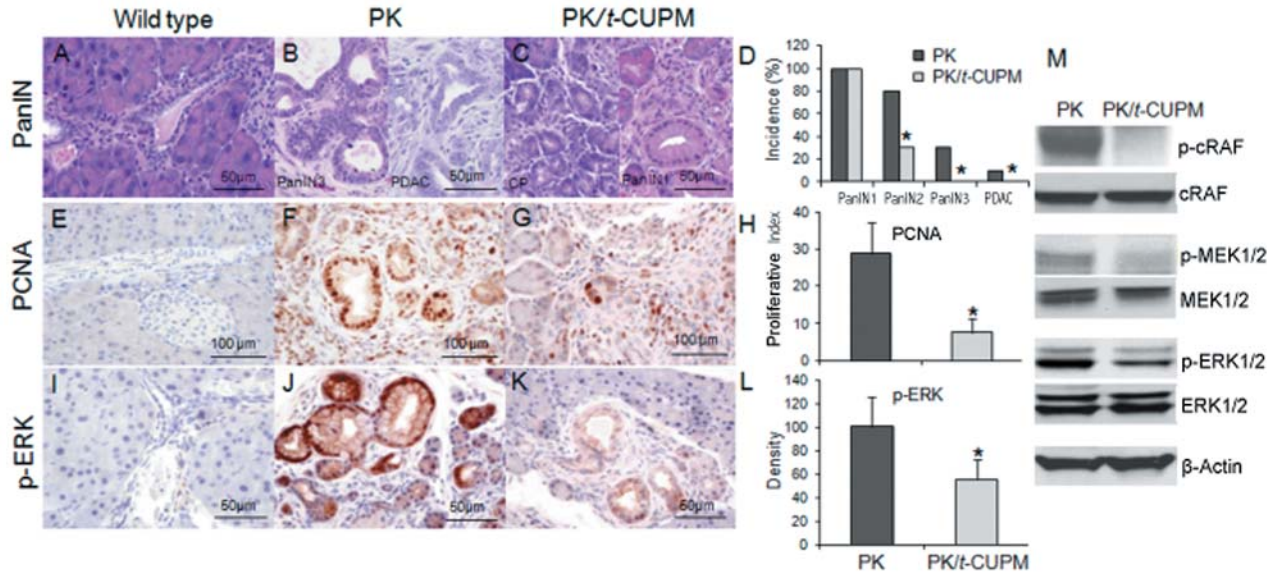 Wild type PK PK/t-CUPM
PanIN
A
50µm
B
PanIN3
PDAC
50µm
C
CP
PanIN1
50µm
D
Incidence (%)
120
100
80
60
40
20
0
PK
PK/t-CUPM
*
*
*
PanIN1 PanIN2 PanIN3 PDAC
PCNA
E
100 µm
F
100µm
G
100µm
H
Proliferative Index
40
30
20
10
0
PCNA
*
p-ERK
I
50µm
J
50µm
K
50µm
L
Density
140
120
100
80
60
40
20
0
p-ERK
*
PK PK/t-CUPM
M
PK PK/t-CUPM
p-cRAF
cRAF
p-MEK1/2
MEK1/2
p-ERK1/2
ERK1/2
β-Actin